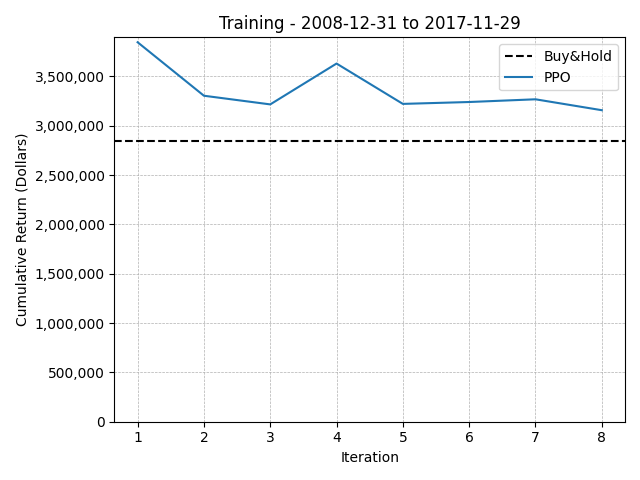 Training - 2008-12-31 to 2017-11-29
Buy&Hold
PPO
3,500,000
3,000,000
2,500,000
2,000,000
1,500,000
1,000,000
500,000
0
Cumulative Return (Dollars)
1 2 3 4 5 6 7 8
Iteration